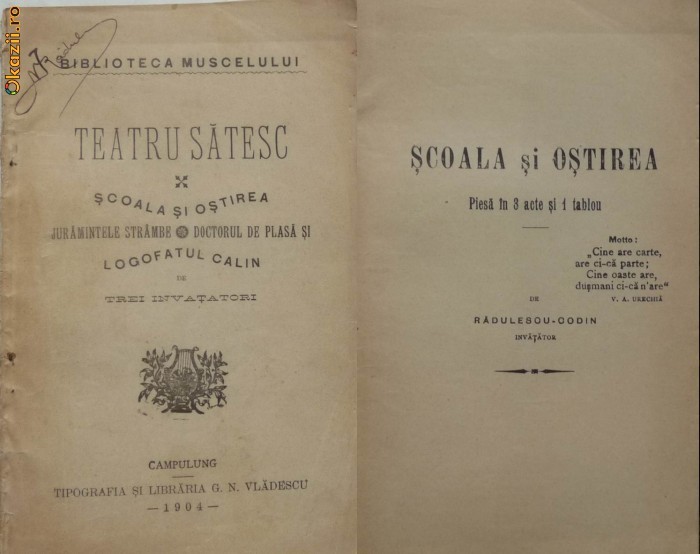 Okazii.ro
BIBLIOTECA MUSCELULUI
TEATRU SĂTESC
ȘCOALA ȘI OȘTIREA
JURĂMINTELE STRÂMBE DOCTORUL DE PLASĂ ȘI
LOGOFATUL CALIN
DE
TREI INVAȚATORI
CAMPULUNG
TIPOGRAFIA ȘI LIBRĂRIA G. N. VLĂDESCU
—1904—
ȘCOALA și OȘTIREA
Piesă în 3 acte și 1 tablou
Motto:
„Cine are carte,
are ci-că parte;
Cine oaste are,
dușmani ci-că n'are“
V. A. URECHIĂ
DE
RĂDULESCU-CODIN
INVĂȚĂTOR